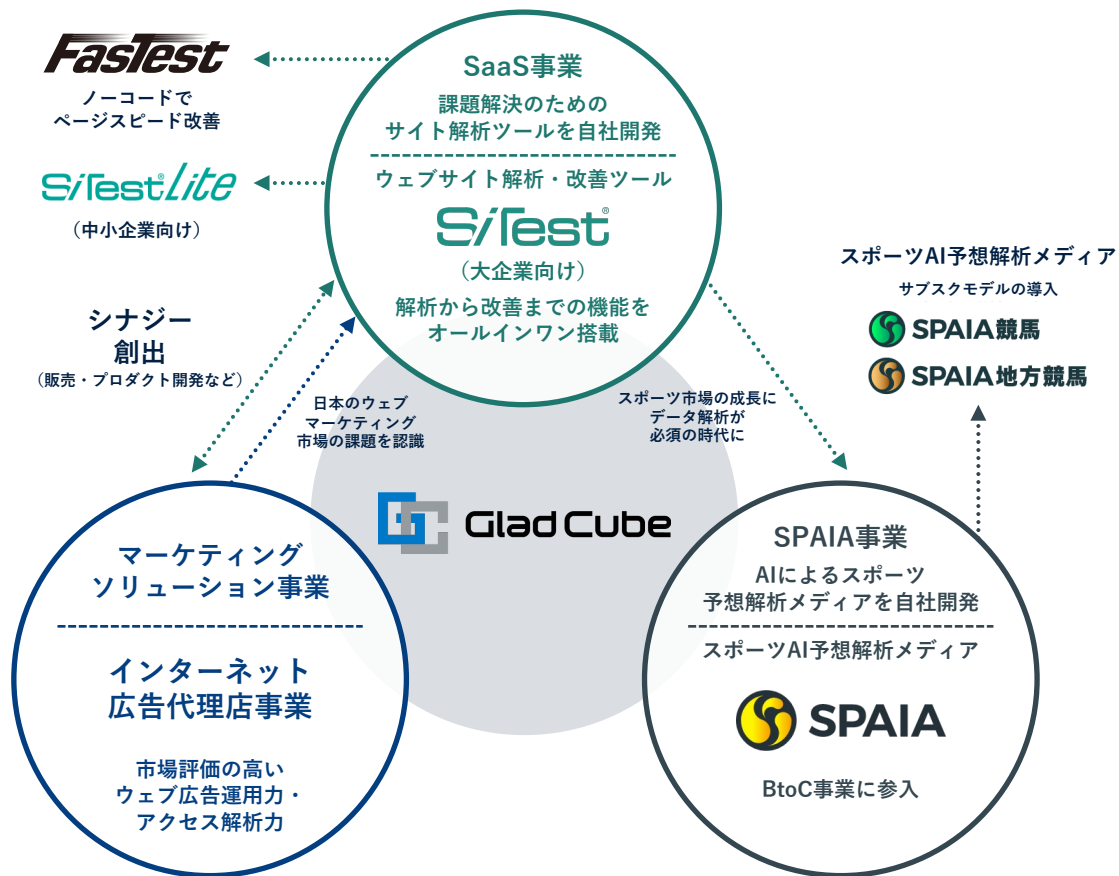 FasTest
ノーコードで
ページスピード改善
SiTest® Lite
（中小企業向け）
SaaS事業
課題解決のための
サイト解析ツールを自社開発
ウェブサイト解析・改善ツール
SiTest®
（大企業向け）
解析から改善までの機能を
オールインワン搭載
スポーツAI予想解析メディア
サブスクモデルの導入
SPAIA競馬
SPAIA地方競馬
シナジー
創出
（販売・プロダクト開発など）
日本のウェブ
マーケティング
市場の課題を認識
スポーツ市場の成長に
データ解析が
必須の時代に
GC Glad Cube
マーケティング
ソリューション事業
インターネット
広告代理店事業
市場評価の高い
ウェブ広告運用力・
アクセス解析力
SPAIA事業
AIによるスポーツ
予想解析メディアを自社開発
スポーツAI予想解析メディア
SPAIA
BtoC事業に参入